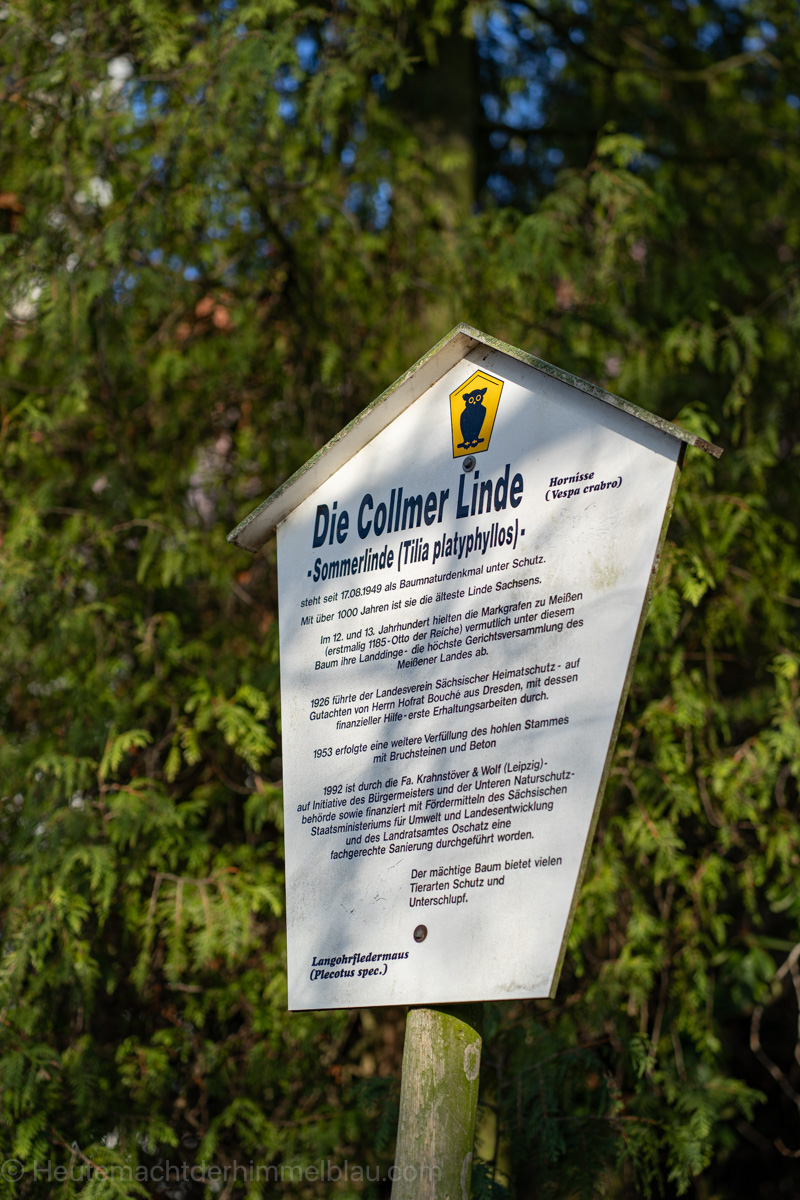 Die Collmer Linde
Hornisse
(Vespa crabro)
-Sommerlinde (Tilia platyphyllos)-
steht seit 17.08.1949 als Baumnaturdenkmal unter Schutz.
Mit über 1000 Jahren ist sie die älteste Linde Sachsens.
Im 12. und 13. Jahrhundert hielten die Markgrafen zu Meißen
(erstmalig 1185-Otto der Reiche) vermutlich unter diesem
Baum ihre Landdinge- die höchste Gerichtsversammlung des
Meißener Landes ab.
1926 führte der Landesverein Sächsischer Heimatschutz - auf
Gutachten von Herrn Hofrat Bouché aus Dresden, mit dessen
finanzieller Hilfe-erste Erhaltungsarbeiten durch.
1953 erfolgte eine weitere Verfüllung des hohlen Stammes
mit Bruchsteinen und Beton
1992 ist durch die Fa. Krahnstöver & Wolf (Leipzig)-
auf Initiative des Bürgermeisters und der Unteren Naturschutz-
behörde sowie finanziert mit Fördermitteln des Sächsischen
Staatsministeriums für Umwelt und Landesentwicklung
und des Landratsamtes Oschatz eine
fachgerechte Sanierung durchgeführt worden.
Der mächtige Baum bietet vielen
Tierarten Schutz und
Unterschlupf.
Langohrfledermaus
(Plecotus spec.)
© Heutemachtderhimmelblau.com